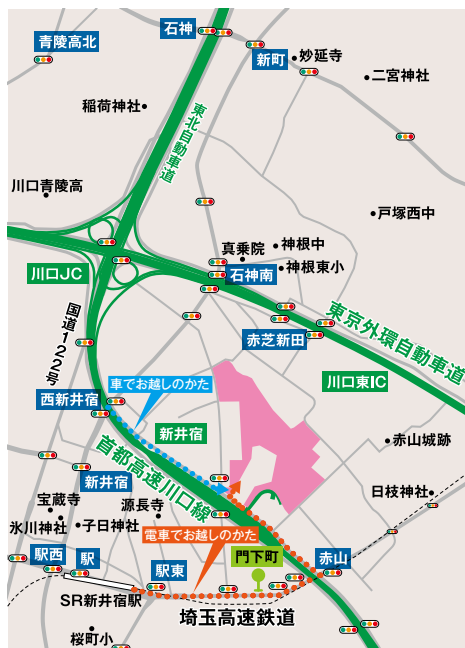 石神
青陵高北
新町
妙延寺
二宮神社
稲荷神社
東北自動車道
川口青陵高
戸塚西中
真乗院
神根中
石神南
神根東小
川口JC
国道122号
赤芝新田
東京外環自動車道
川口東IC
車でお越しのかた
西新井宿
新井宿
首都高速川口線
赤山城跡
新井宿
日枝神社
宝蔵寺
源長寺
氷川神社
子日神社
電車でお越しのかた
駅西
駅
駅東
門下町
赤山
SR新井宿駅
埼玉高速鉄道
桜町小